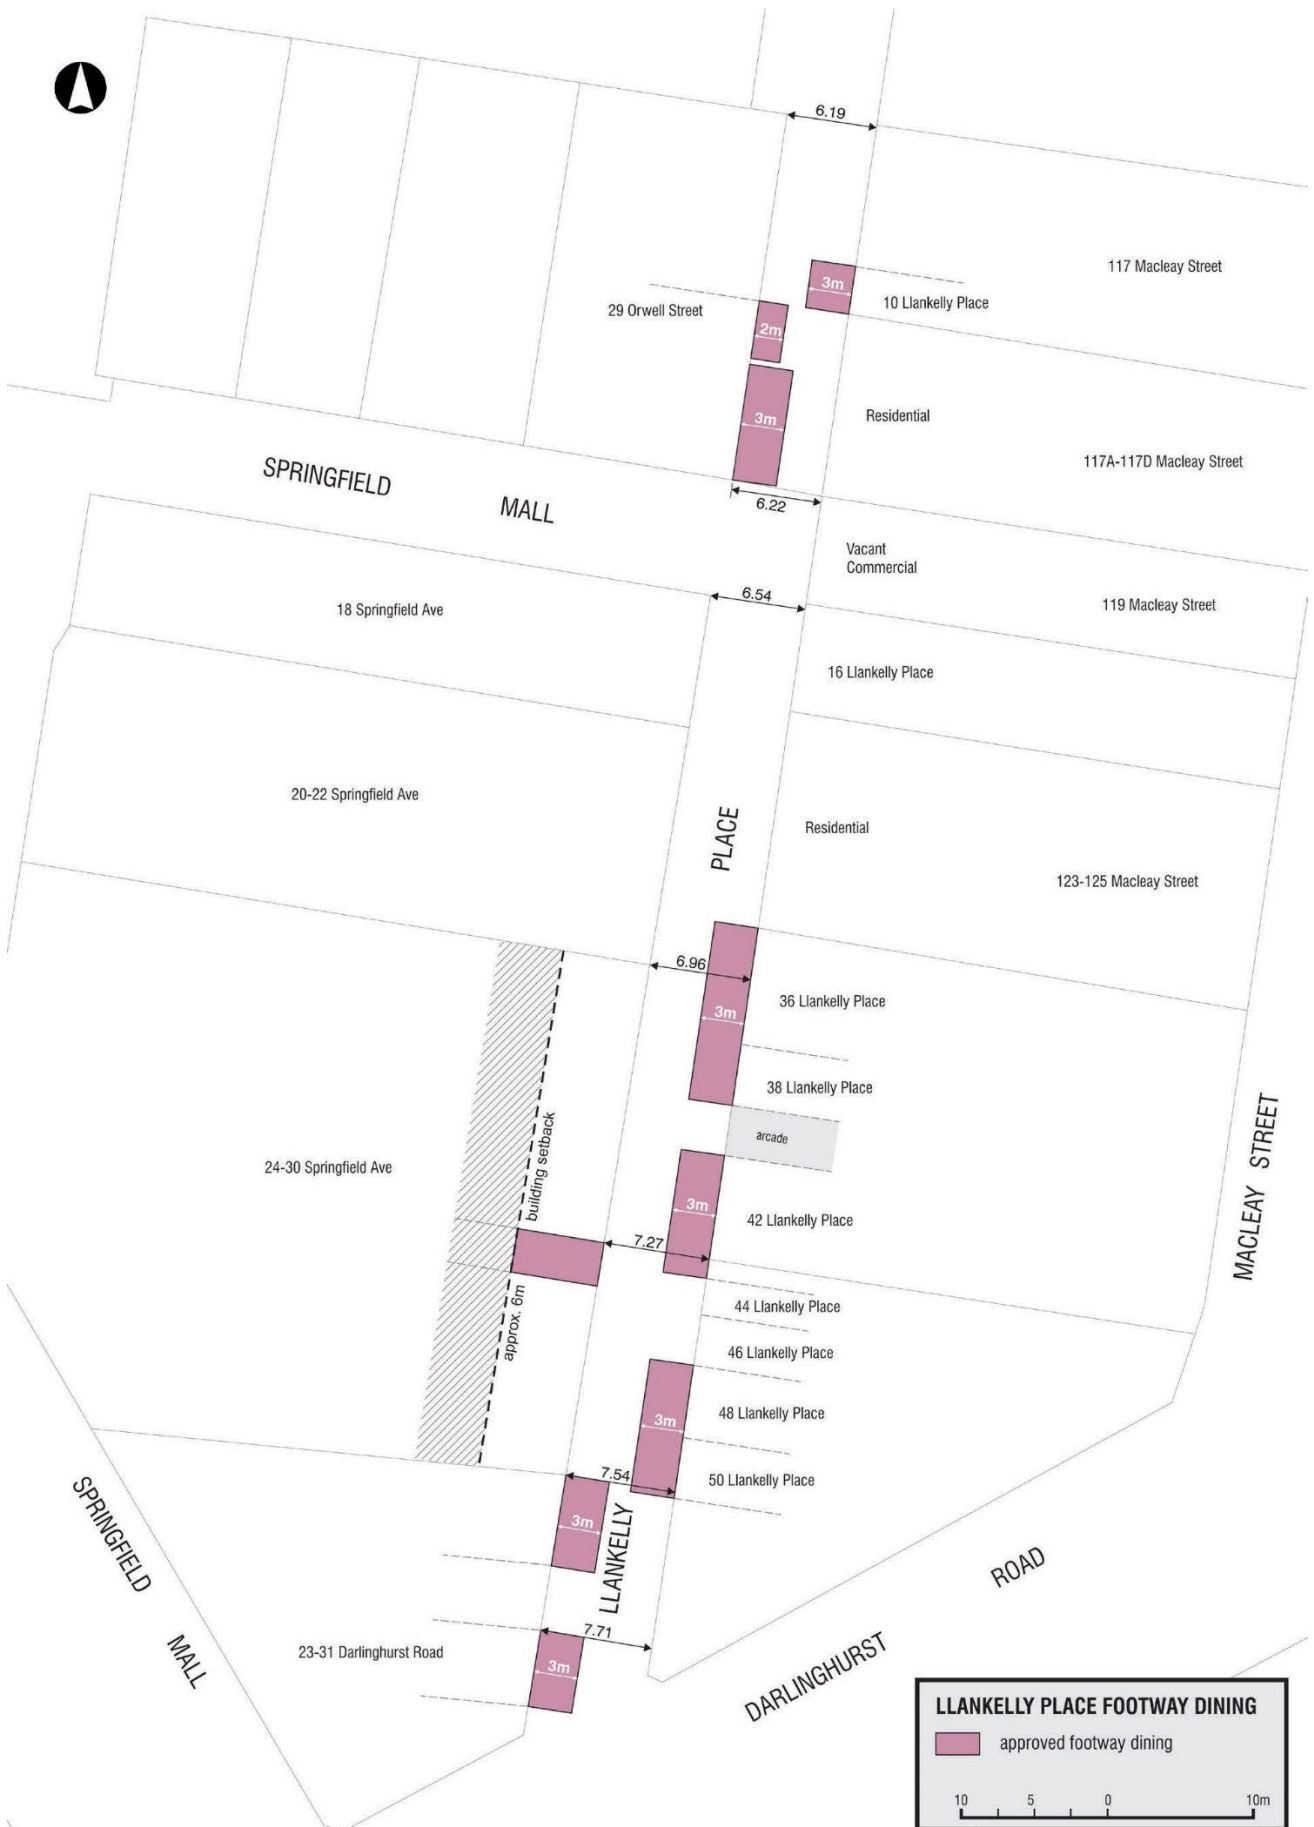 6.19
117 Macleay Street
3m
10 Llankelly Place
29 Orwell Street
2m
3m
Residential
117A-117D Macleay Street
SPRINGFIELD MALL
6.22
Vacant
Commercial
6.54
119 Macleay Street
18 Springfield Ave
16 Llankelly Place
20-22 Springfield Ave
PLACE
Residential
123-125 Macleay Street
6.96
36 Llankelly Place
3m
38 Llankelly Place
arcade
building setback
24-30 Springfield Ave
MACLEAY STREET
3m
42 Llankelly Place
7.27
approx. 6m
44 Llankelly Place
46 Llankelly Place
3m
48 Llankelly Place
7.54
50 Llankelly Place
SPRINGFIELD MALL
3m
LLANKELLY
7.71
23-31 Darlinghurst Road
3m
DARLINGHURST ROAD
LLANKELLY PLACE FOOTWAY DINING
approved footway dining
10 5 0 10m